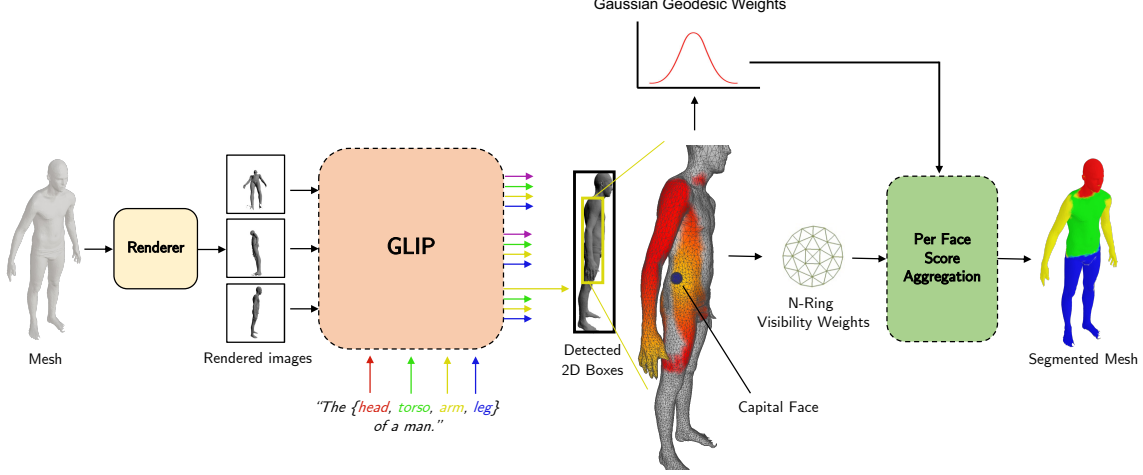 Gaussian Geodesic Weights
Renderer
GLIP
Per Face
Score
Aggregation
N-Ring
Visibility Weights
Mesh
Rendered images
Detected
2D Boxes
Segmented Mesh
"The {head, torso, arm, leg}
of a man."
Capital Face